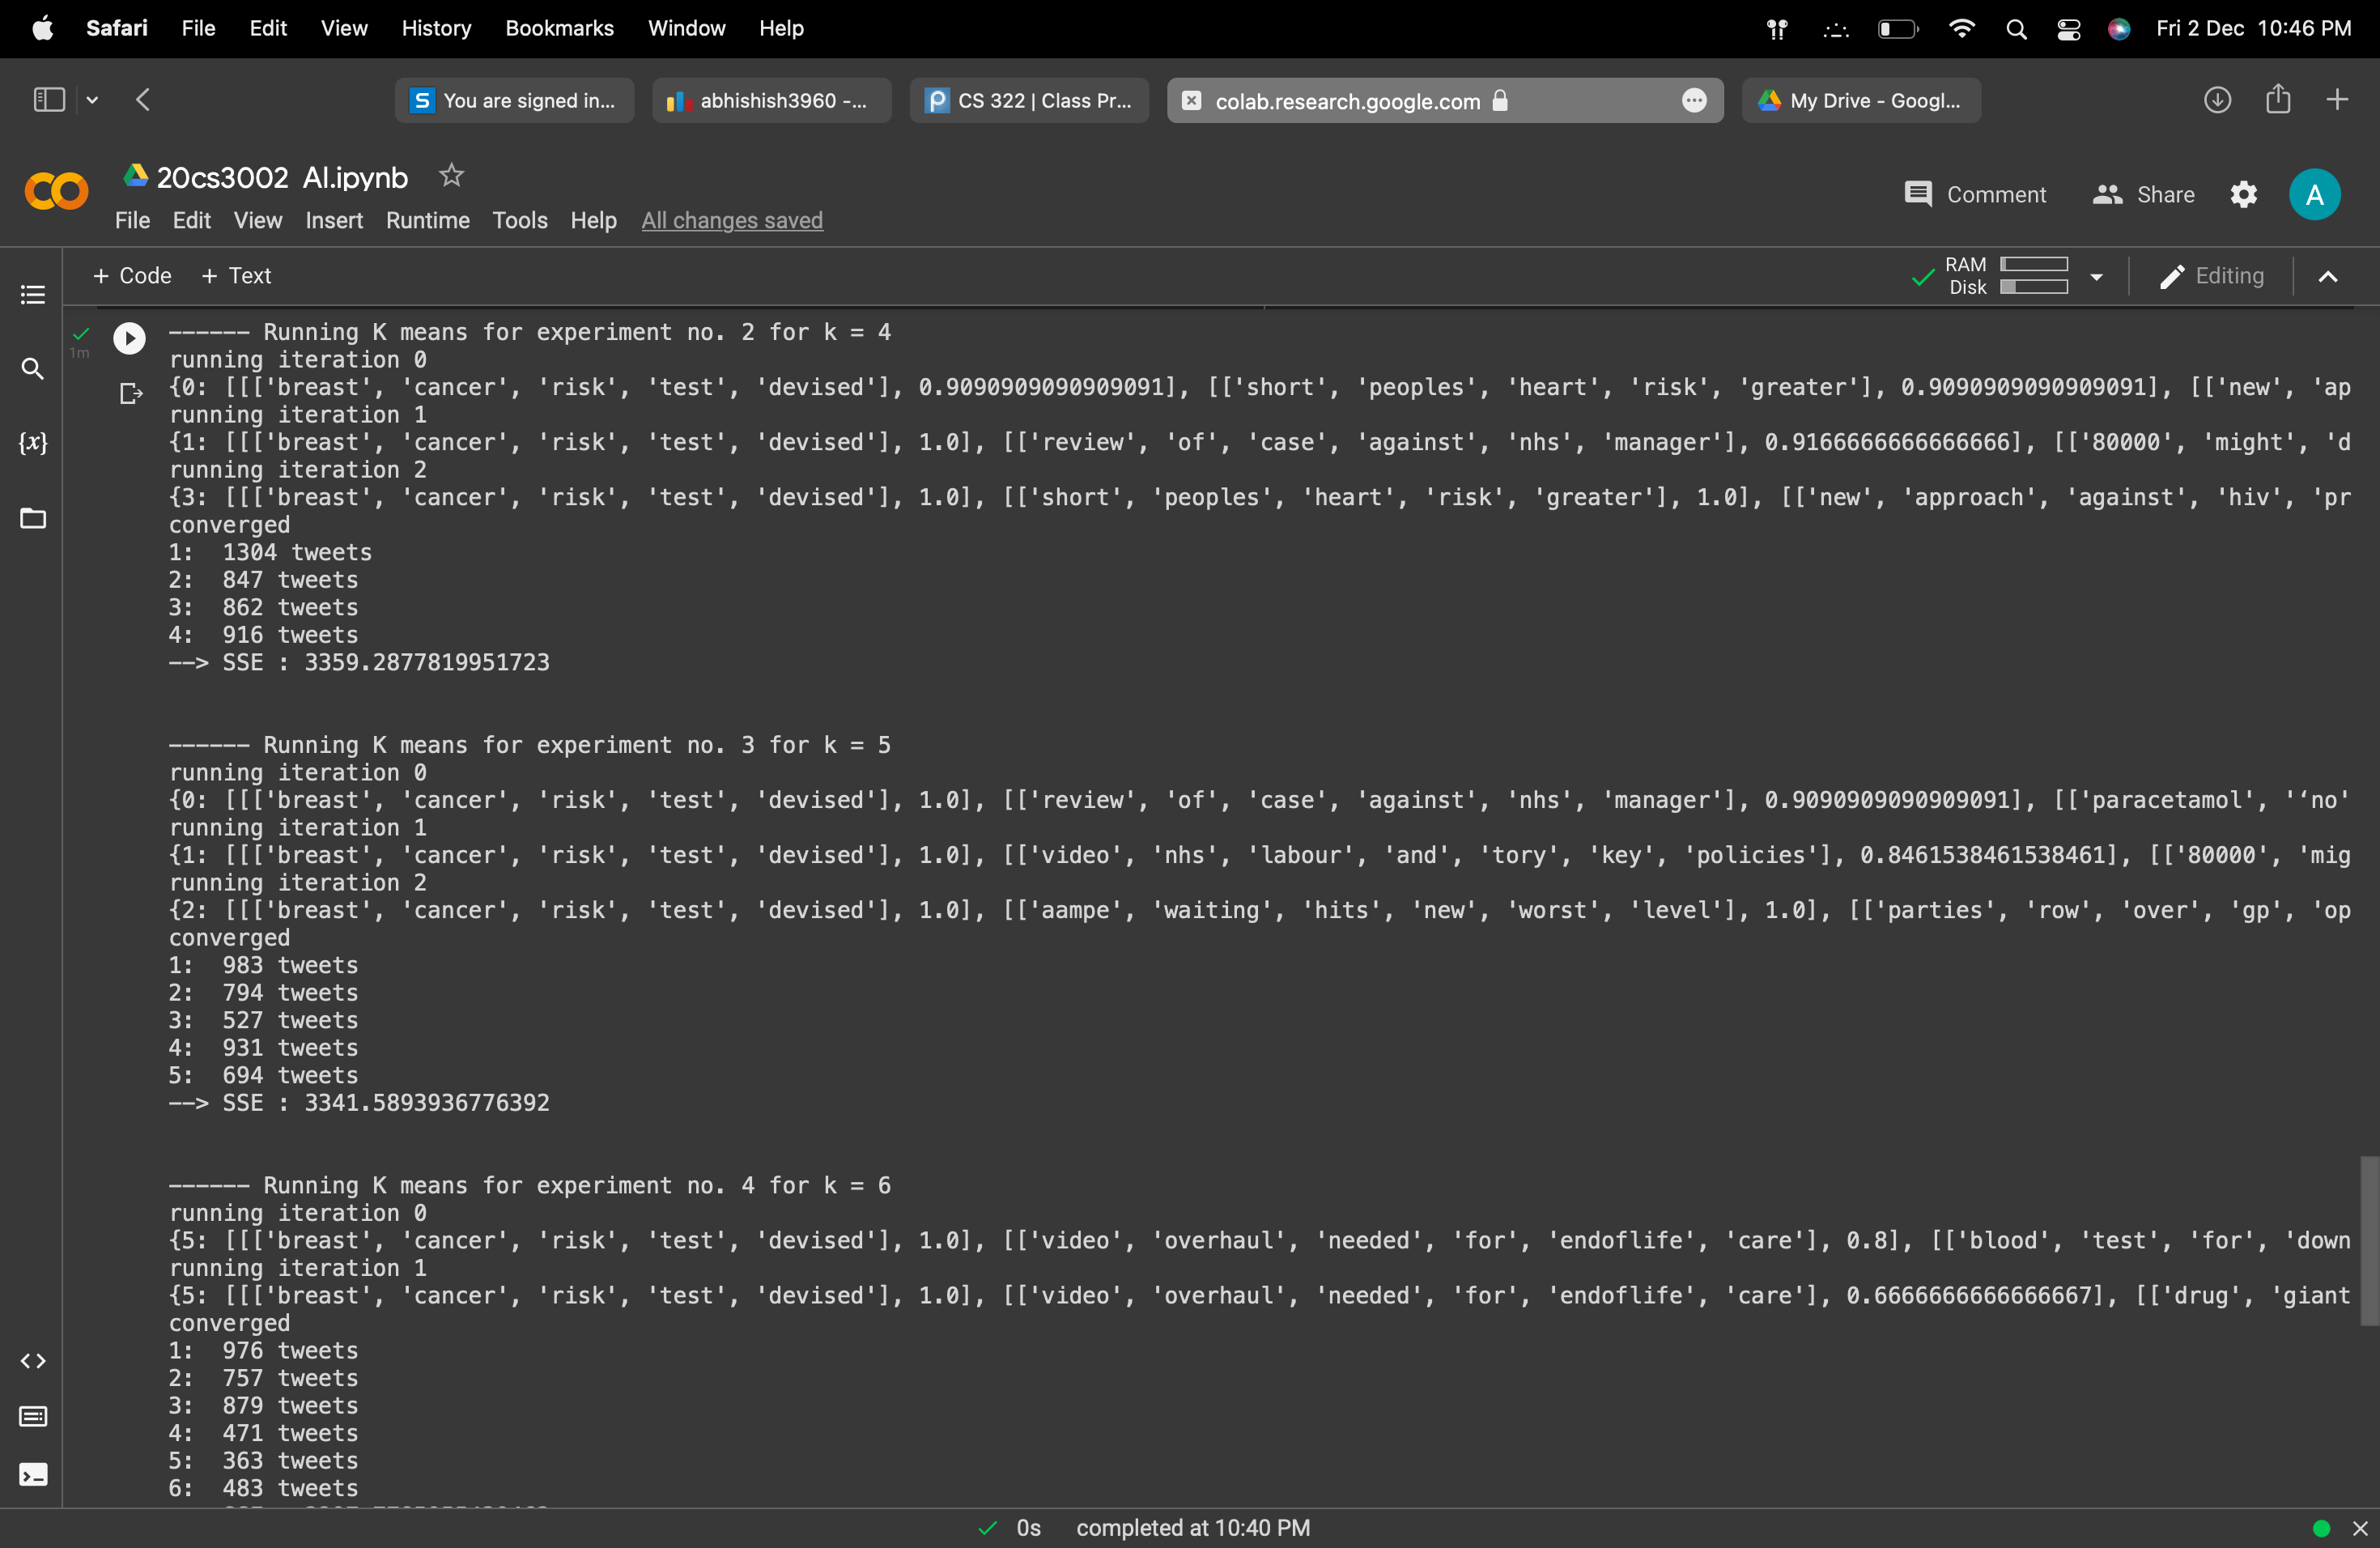 Safari File Edit View History Bookmarks Window Help Fri 2 Dec 10:46 PM
You are signed in... abhishish3960 -... CS 322 | Class Pr... colab.research.google.com My Drive - Googl...
20cs3002 AI.ipynb
Comment Share A
File Edit View Insert Runtime Tools Help All changes saved
+ Code + Text RAM Disk Editing
1m
------ Running K means for experiment no. 2 for k = 4
running iteration 0
{0: [[['breast', 'cancer', 'risk', 'test', 'devised'], 0.9090909090909091], [['short', 'peoples', 'heart', 'risk', 'greater'], 0.9090909090909091], [['new', 'ap
running iteration 1
{1: [[['breast', 'cancer', 'risk', 'test', 'devised'], 1.0], [['review', 'of', 'case', 'against', 'nhs', 'manager'], 0.9166666666666666], [['80000', 'might', 'd
running iteration 2
{3: [[['breast', 'cancer', 'risk', 'test', 'devised'], 1.0], [['short', 'peoples', 'heart', 'risk', 'greater'], 1.0], [['new', 'approach', 'against', 'hiv', 'pr
converged
1: 1304 tweets
2: 847 tweets
3: 862 tweets
4: 916 tweets
--> SSE : 3359.2877819951723
------ Running K means for experiment no. 3 for k = 5
running iteration 0
{0: [[['breast', 'cancer', 'risk', 'test', 'devised'], 1.0], [['review', 'of', 'case', 'against', 'nhs', 'manager'], 0.9090909090909091], [['paracetamol', '‘no'
running iteration 1
{1: [[['breast', 'cancer', 'risk', 'test', 'devised'], 1.0], [['video', 'nhs', 'labour', 'and', 'tory', 'key', 'policies'], 0.8461538461538461], [['80000', 'mig
running iteration 2
{2: [[['breast', 'cancer', 'risk', 'test', 'devised'], 1.0], [['aampe', 'waiting', 'hits', 'new', 'worst', 'level'], 1.0], [['parties', 'row', 'over', 'gp', 'op
converged
1: 983 tweets
2: 794 tweets
3: 527 tweets
4: 931 tweets
5: 694 tweets
--> SSE : 3341.5893936776392
------ Running K means for experiment no. 4 for k = 6
running iteration 0
{5: [[['breast', 'cancer', 'risk', 'test', 'devised'], 1.0], [['video', 'overhaul', 'needed', 'for', 'endoflife', 'care'], 0.8], [['blood', 'test', 'for', 'down
running iteration 1
{5: [[['breast', 'cancer', 'risk', 'test', 'devised'], 1.0], [['video', 'overhaul', 'needed', 'for', 'endoflife', 'care'], 0.6666666666666667], [['drug', 'giant
converged
1: 976 tweets
2: 757 tweets
3: 879 tweets
4: 471 tweets
5: 363 tweets
6: 483 tweets
0s completed at 10:40 PM